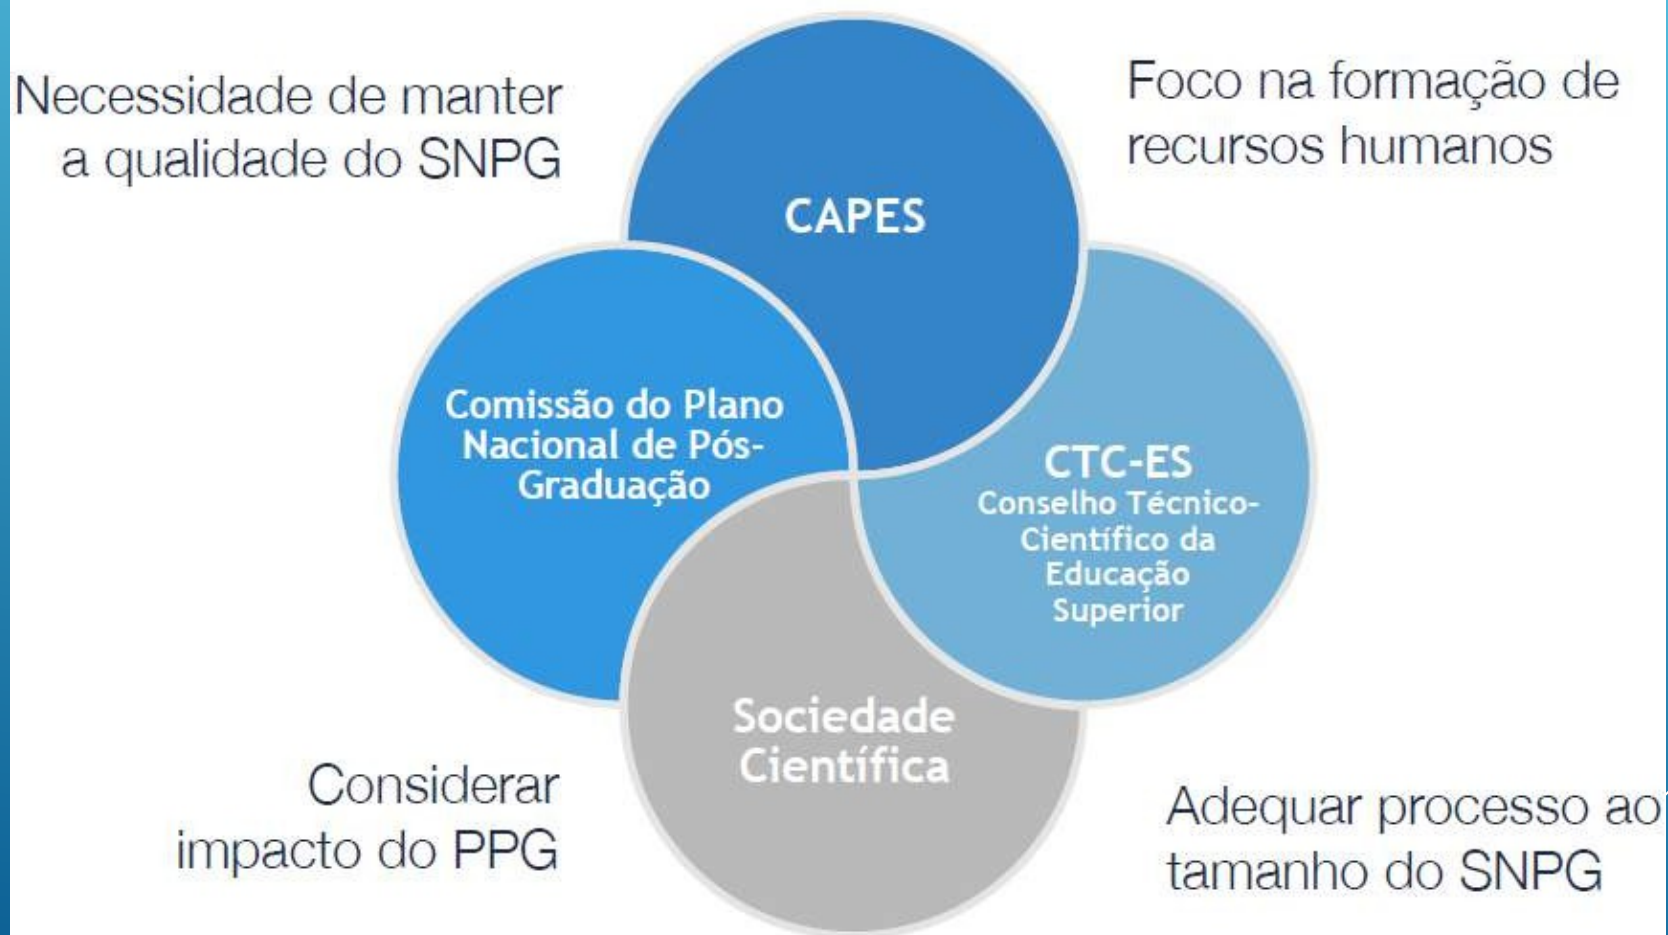 Necessidade de manter
a qualidade do SNPG
Foco na formação de
recursos humanos
CAPES
Comissão do Plano
Nacional de Pós-
Graduação
CTC-ES
Conselho Técnico-
Científico da
Educação
Superior
Sociedade
Científica
Considerar
impacto do PPG
Adequar processo ao
tamanho do SNPG